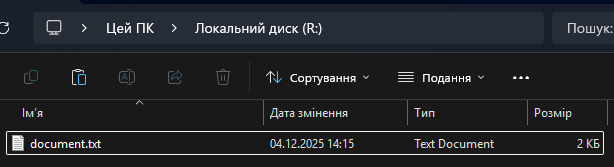 Цей ПК > Локальний диск (R:) > Пошук:
Сортування Подання ...
Ім'я Дата змінення Тип Розмір
document.txt 04.12.2025 14:15 Text Document 2 КБ